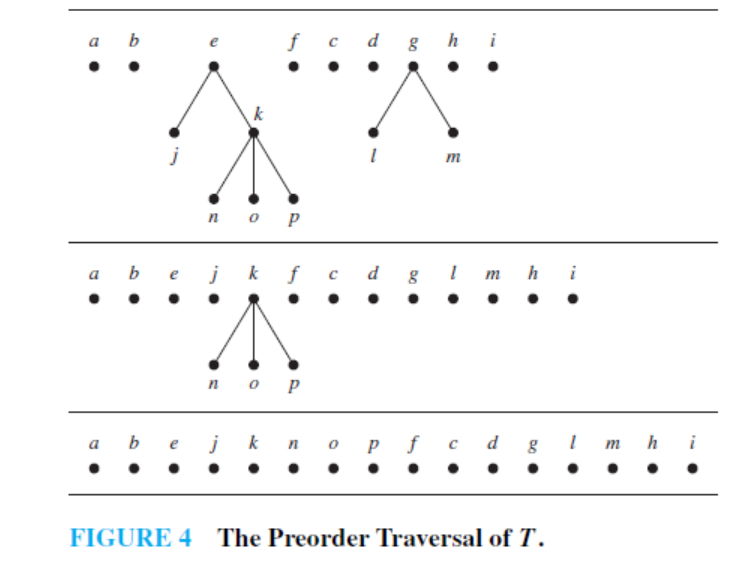 a b e f c d g h i
k
j l m
n o p
a b e j k f c d g l m h i
n o p
a b e j k n o p f c d g l m h i
FIGURE 4 The Preorder Traversal of T.